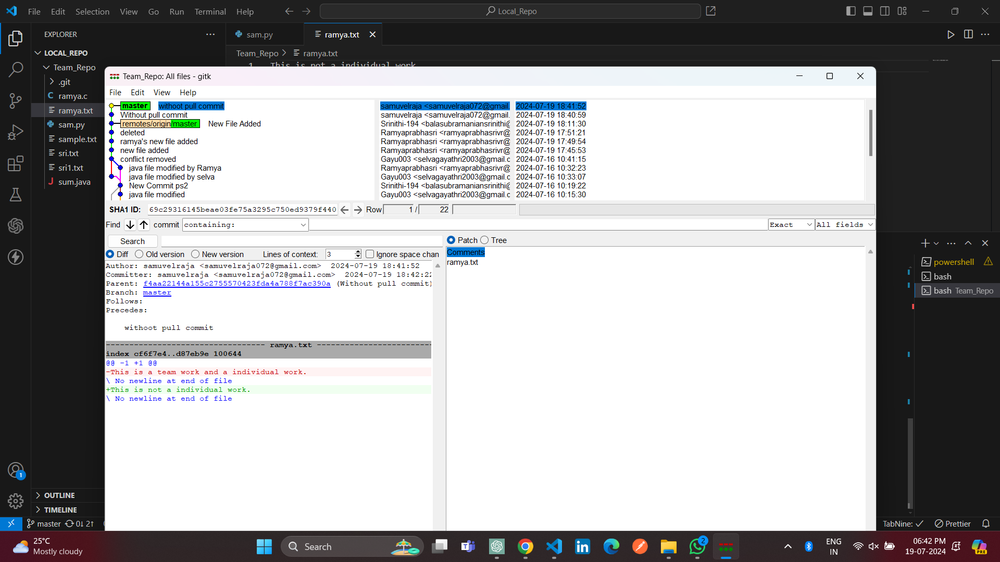 File Edit Selection View Go Run Terminal Help
Local_Repo
EXPLORER
sam.py
ramya.txt
LOCAL_REPO
Team_Repo > ramya.txt
Team_Repo
1 This is not a individual work
.git
ramya.c
ramya.txt
sam.py
sample.txt
sri.txt
sri1.txt
sum.java
Team_Repo: All files - gitk
File Edit View Help
master withoot pull commit samuvelraja <samuvelraja072@gmail. 2024-07-19 18:41:52
Without pull commit samuvelraja <samuvelraja072@gmail. 2024-07-19 18:40:59
remotes/origin/master New File Added Srinithi-194 <balasubramaniansrinithi@ 2024-07-19 18:11:30
deleted Ramyaprabhasri <ramyaprabhasrivr@ 2024-07-19 17:51:21
ramya's new file added Ramyaprabhasri <ramyaprabhasrivr@ 2024-07-19 17:49:54
new file added Ramyaprabhasri <ramyaprabhasrivr@ 2024-07-19 17:45:53
conflict removed Gayu003 <selvagayathri2003@gmail.c 2024-07-16 10:41:15
java file modified by Ramya Ramyaprabhasri <ramyaprabhasrivr@ 2024-07-16 10:32:23
java file modified by selva Gayu003 <selvagayathri2003@gmail.c 2024-07-16 10:33:07
New Commit ps2 Srinithi-194 <balasubramaniansrinithi@ 2024-07-16 10:19:22
java file modified Gayu003 <selvagayathri2003@gmail.c 2024-07-16 10:15:30
SHA1 ID: 69c29316145beae03fe75a3295c750ed9379f440 Row 1 / 22
Find commit containing: Exact All fields
Search
Patch Tree
Diff Old version New version Lines of context: 3 Ignore space chan
Comments
ramya.txt
Author: samuvelraja <samuvelraja072@gmail.com> 2024-07-19 18:41:52
Committer: samuvelraja <samuvelraja072@gmail.com> 2024-07-19 18:42:22
Parent: f4aa22144a155c2755570423fda4a788f7ac390a (Without pull commit)
Branch: master
Follows:
Precedes:
withoot pull commit
---------------------------------- ramya.txt -------------------------
index cf6f7e4..d87eb9e 100644
@@ -1 +1 @@
-This is a team work and a individual work.
\ No newline at end of file
+This is not a individual work.
\ No newline at end of file
powershell
bash
bash Team_Repo
1
OUTLINE
TIMELINE
master 0↓ 2↑
TabNine: ✓ Prettier
25°C
Mostly cloudy
Search
2
ENG
IN
06:42 PM
19-07-2024
PRE